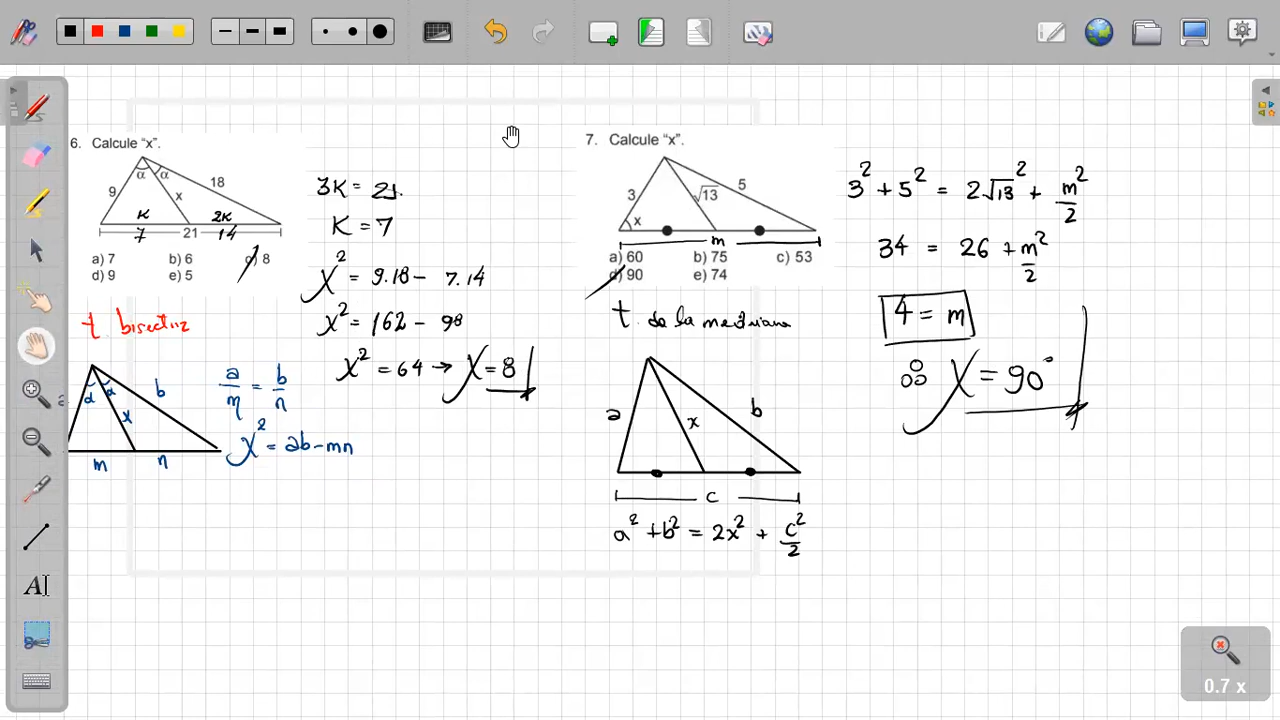 6. Calcule "x".
α α
9
x
18
K
2K
7
21
14
a) 7 b) 6 c) 8
d) 9 e) 5
3K = 21.
K = 7
x² = 9.18 - 7.14
x² = 162 - 98
x² = 64 → x = 8
t. bisectriz
α α
b
x
m n
a/m = b/n
x² = ab - mn
7. Calcule "x".
3
√13
5
x
m
a) 60 b) 75 c) 53
d) 90 e) 74
t. de la mediana
a
x
b
c
a² + b² = 2x² + c²/2
3² + 5² = 2√13² + m²/2
34 = 26 + m²/2
4 = m
x = 90°
A
0.7 x